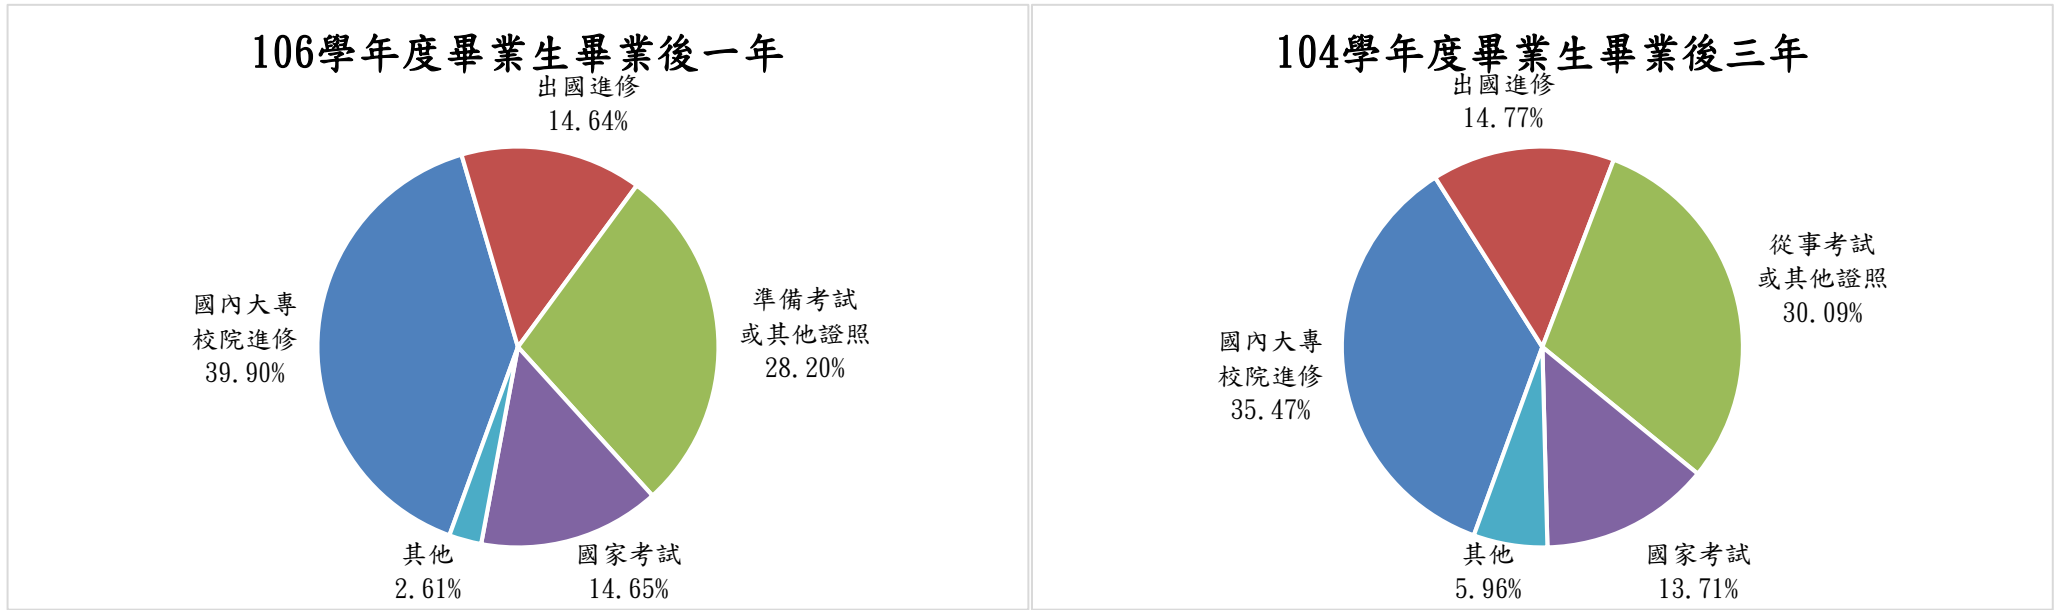 106學年度畢業生畢業後一年
出國進修
14.64%
準備考試
或其他證照
28.20%
國內大專
校院進修
39.90%
其他
2.61%
國家考試
14.65%
104學年度畢業生畢業後三年
出國進修
14.77%
從事考試
或其他證照
30.09%
國內大專
校院進修
35.47%
其他
5.96%
國家考試
13.71%